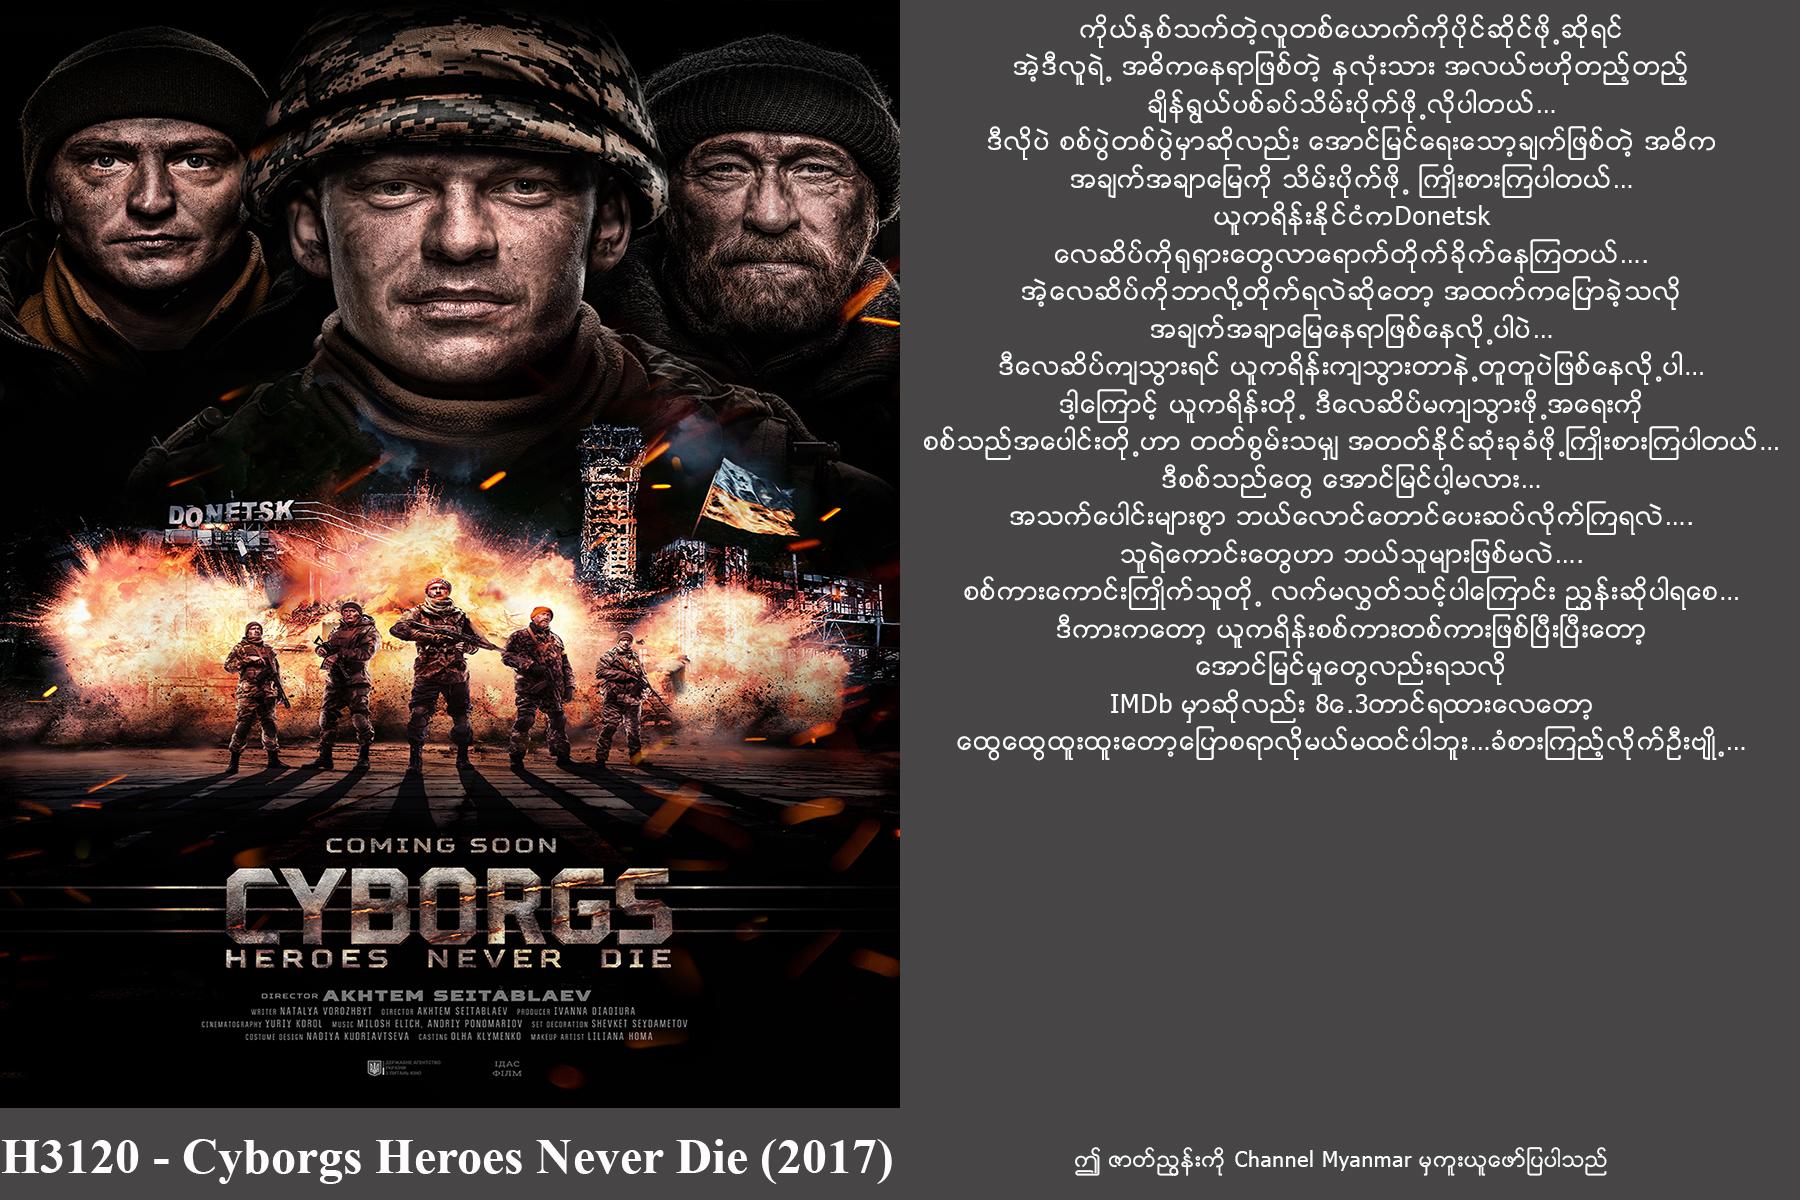 DONETSK
COMING SOON
CYBORGS
HEROES NEVER DIE
DIRECTOR AKHTEM SEITABLAEV
WRITER NATALYA VOROZHBYT DIRECTOR AKHTEM SEITABLAEV PRODUCER IVANNA DIADIURA
CINEMATOGRAPHY YURIY KOROL MUSIC MILOSH ELICH, ANDRIY PONOMARIOV SET DECORATION SHEVKET SEYDAMETOV
COSTUME DESIGN NADIYA KUDRIAVTSEVA CASTING OLHA KLYMENKO MAKEUP ARTIST LILIANA HOMA
ДЕРЖАВНЕ АГЕНТСТВО
УКРАЇНИ
З ПИТАНЬ КІНО
ІДАС
ФІЛМ
H3120 - Cyborgs Heroes Never Die (2017)
ကိုယ်နှစ်သက်တဲ့လူတစ်ယောက်ကိုပိုင်ဆိုင်ဖို့ဆိုရင်
အဲ့ဒီလူရဲ့ အဓိကနေရာဖြစ်တဲ့ နှလုံးသား အလယ်ဗဟိုတည့်တည့်
ချိန်ရွယ်ပစ်ခပ်သိမ်းပိုက်ဖို့လိုပါတယ်...
ဒီလိုပဲ စစ်ပွဲတစ်ပွဲမှာဆိုလည်း အောင်မြင်ရေးသော့ချက်ဖြစ်တဲ့ အဓိက
အချက်အချာမြေကို သိမ်းပိုက်ဖို့ ကြိုးစားကြပါတယ်...
ယူကရိန်းနိုင်ငံကDonetsk
လေဆိပ်ကိုရုရှားတွေလာရောက်တိုက်ခိုက်နေကြတယ်....
အဲ့လေဆိပ်ကိုဘာလို့တိုက်ရလဲဆိုတော့ အထက်ကပြောခဲ့သလို
အချက်အချာမြေနေရာဖြစ်နေလို့ပါပဲ...
ဒီလေဆိပ်ကျသွားရင် ယူကရိန်းကျသွားတာနဲ့တူတူပဲဖြစ်နေလို့ပါ...
ဒါ့ကြောင့် ယူကရိန်းတို့ ဒီလေဆိပ်မကျသွားဖို့အရေးကို
စစ်သည်အပေါင်းတို့ဟာ တတ်စွမ်းသမျှ အတတ်နိုင်ဆုံးခုခံဖို့ကြိုးစားကြပါတယ်...
ဒီစစ်သည်တွေ အောင်မြင်ပါ့မလား...
အသက်ပေါင်းများစွာ ဘယ်လောင်တောင်ပေးဆပ်လိုက်ကြရလဲ....
သူရဲကောင်းတွေဟာ ဘယ်သူများဖြစ်မလဲ....
စစ်ကားကောင်းကြိုက်သူတို့ လက်မလွှတ်သင့်ပါကြောင်း ညွှန်းဆိုပါရစေ...
ဒီကားကတော့ ယူကရိန်းစစ်ကားတစ်ကားဖြစ်ပြီးပြီးတော့
အောင်မြင်မှုတွေလည်းရသလို
IMDb မှာဆိုလည်း 8ေ.3တာင်ရထားလေတော့
ထွေထွေထူးထူးတော့ပြောစရာလိုမယ်မထင်ပါဘူး...ခံစားကြည့်လိုက်ဦးဗျို့...
ဤ ဇာတ်ညွှန်းကို Channel Myanmar မှကူးယူဖော်ပြပါသည်